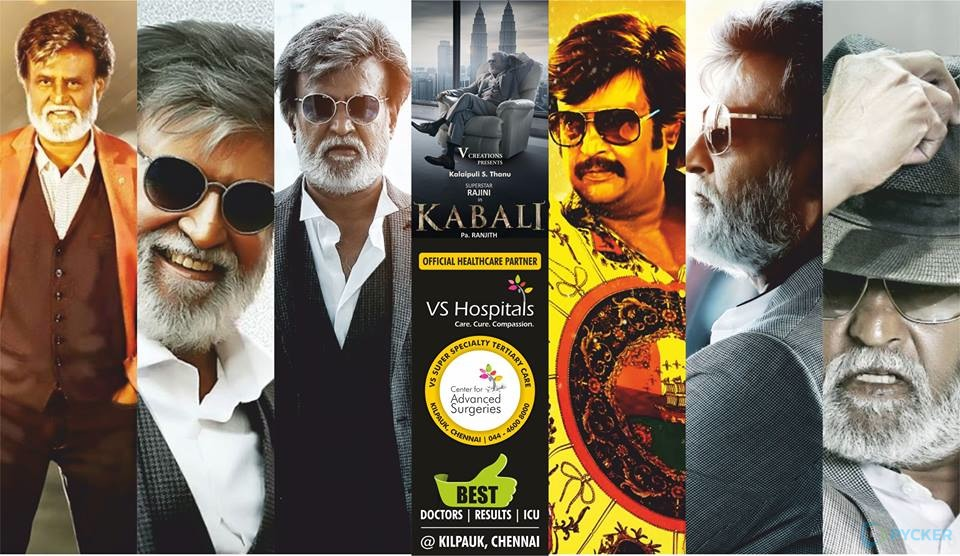 V CREATIONS
PRESENTS
Kalaipuli S. Thanu
SUPERSTAR
RAJINI
in
KABALI
Pa. RANJITH
OFFICIAL HEALTHCARE PARTNER
VS Hospitals
Care. Cure. Compassion.
VS SUPER SPECIALTY TERTIARY CARE
Center for
Advanced
Surgeries
KILPAUK, CHENNAI | 044 - 4600 8000
BEST
DOCTORS | RESULTS | ICU
@ KILPAUK, CHENNAI